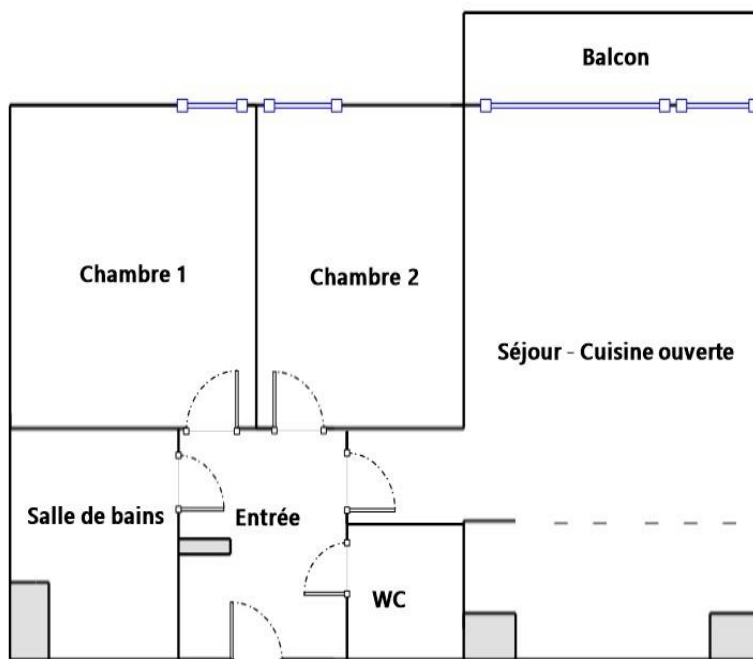 Balcon
Chambre 1
Chambre 2
Séjour - Cuisine ouverte
Salle de bains
Entrée
WC